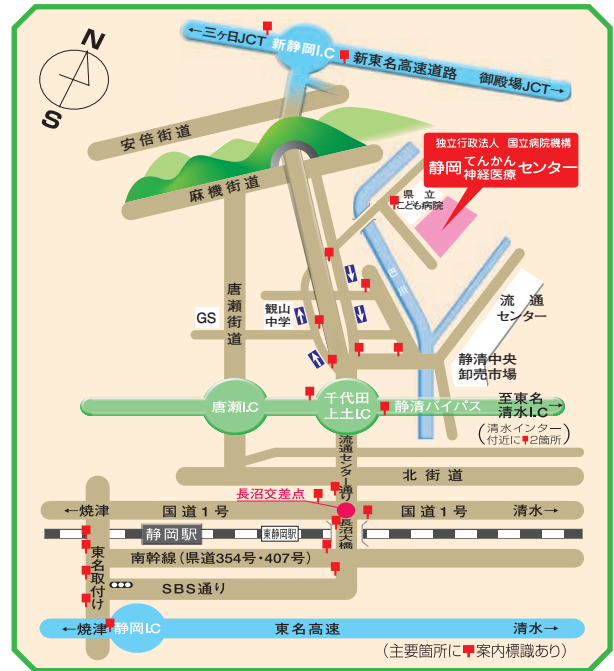 ←三ヶ日JCT
新静岡I.C
新東名高速道路
御殿場JCT→
N
S
安倍街道
麻機街道
独立行政法人 国立病院機構
静岡てんかん神経医療センター
県立
こども病院
巴川
唐瀬街道
GS
観山
中学
流通
センター
静清中央
卸売市場
唐瀬I.C
千代田
上土I.C
静清バイパス
至東名
清水I.C
→
(清水インター
付近に2箇所)
流通センター通り
北街道
長沼交差点
←焼津
国道1号
国道1号
清水→
静岡駅
東静岡駅
長沼大橋
東名取付け
南幹線(県道354号・407号)
SBS通り
←焼津
静岡I.C
東名高速
清水→
(主要箇所に案内標識あり)